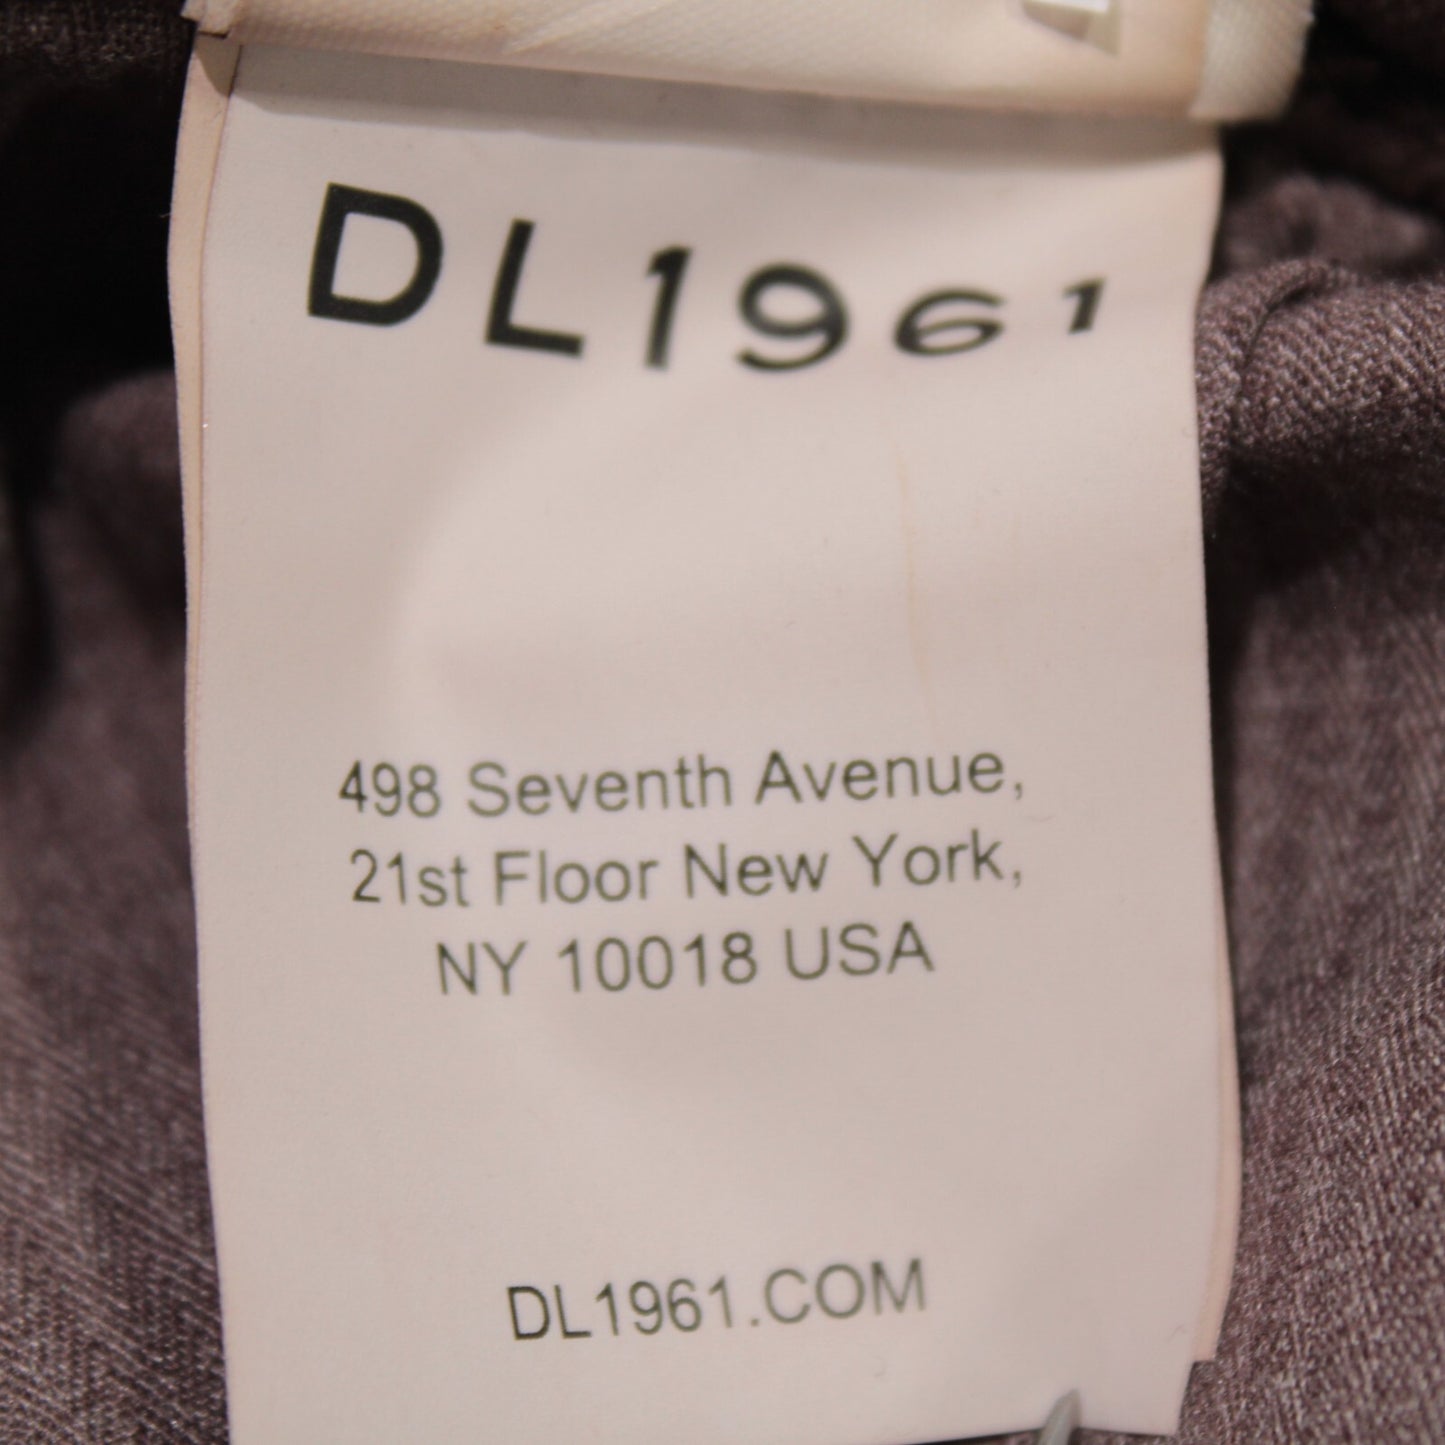 DL1961
498 Seventh Avenue,
21st Floor New York,
NY 10018 USA
DL1961.COM